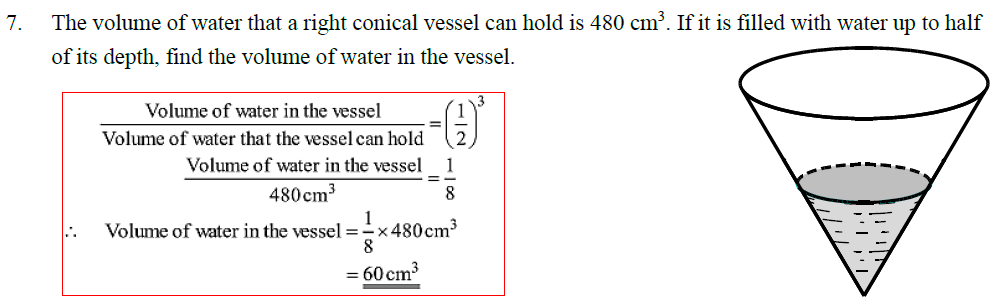 7. The volume of water that a right conical vessel can hold is 480 cm³. If it is filled with water up to half
of its depth, find the volume of water in the vessel.
Volume of water in the vessel / Volume of water that the vessel can hold = (1/2)³
Volume of water in the vessel / 480cm³ = 1/8
∴ Volume of water in the vessel = 1/8 × 480cm³
= 60cm³